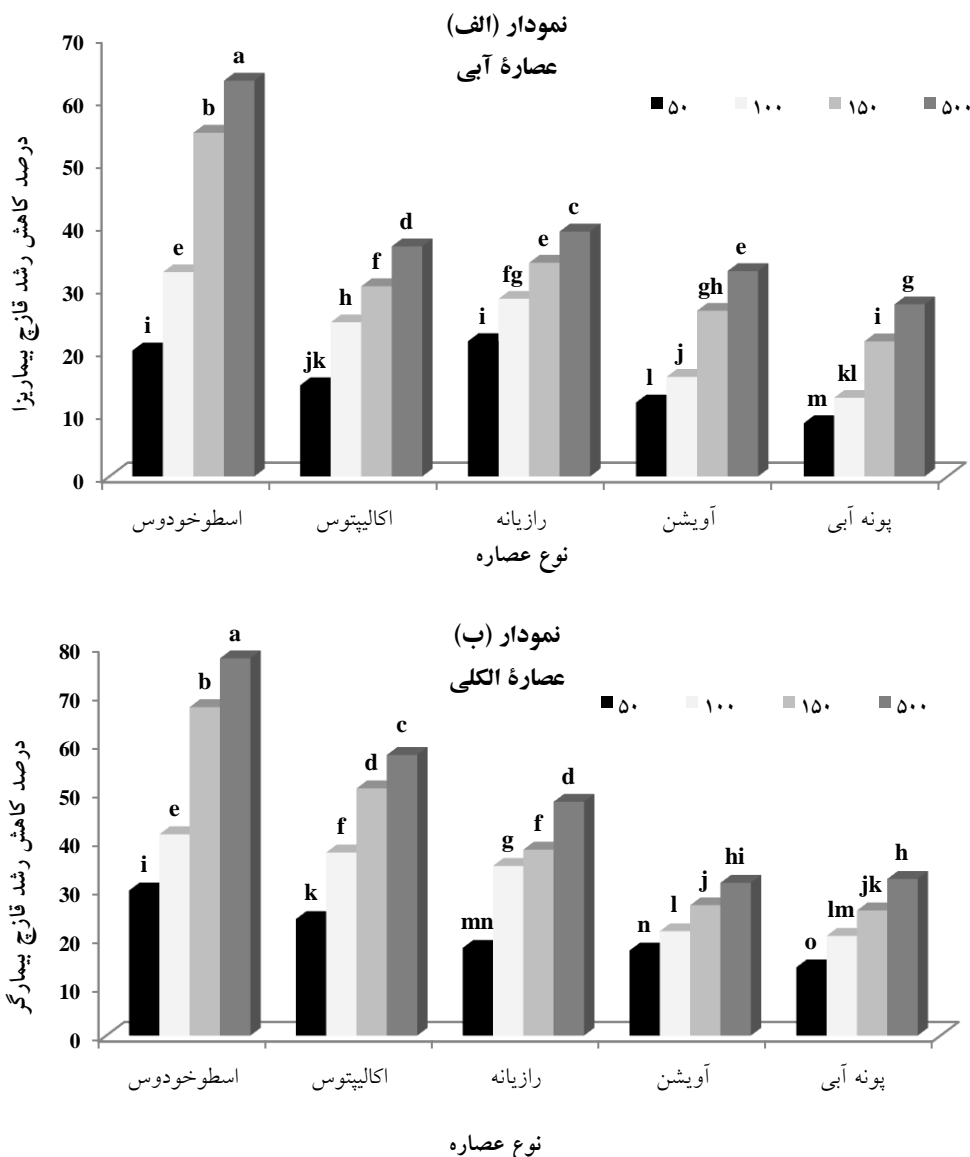 نمودار (الف)
عصارهٔ آبی
۵۰ ۱۰۰ ۱۵۰ ۵۰۰
درصد کاهش رشد قارچ بیماریزا
70
60
50
40
30
20
10
0
i e b a
jk h f d
i fg e c
l j gh e
m kl i g
اسطوخودوس اکالیپتوس رازیانه آویشن پونه آبی
نوع عصاره
نمودار (ب)
عصارهٔ الکلی
۵۰ ۱۰۰ ۱۵۰ ۵۰۰
درصد کاهش رشد قارچ بیمارگر
80
70
60
50
40
30
20
10
0
i e b a
k f d c
mn g f d
n l j hi
o lm jk h
اسطوخودوس اکالیپتوس رازیانه آویشن پونه آبی
نوع عصاره